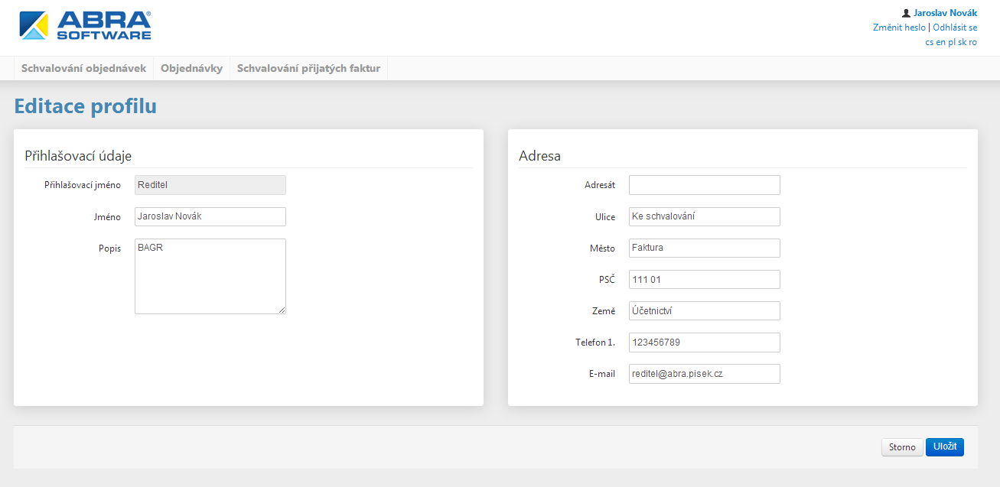 ABRA®
SOFTWARE
Jaroslav Novák
Změnit heslo | Odhlásit se
cs en pl sk ro
Schvalování objednávek Objednávky Schvalování přijatých faktur
Editace profilu
Přihlašovací údaje
Přihlašovací jméno Reditel
Jméno Jaroslav Novák
Popis BAGR
Adresa
Adresát
Ulice Ke schvalování
Město Faktura
PSČ 111 01
Země Účetnictví
Telefon 1. 123456789
E-mail reditel@abra.pisek.cz
Storno Uložit